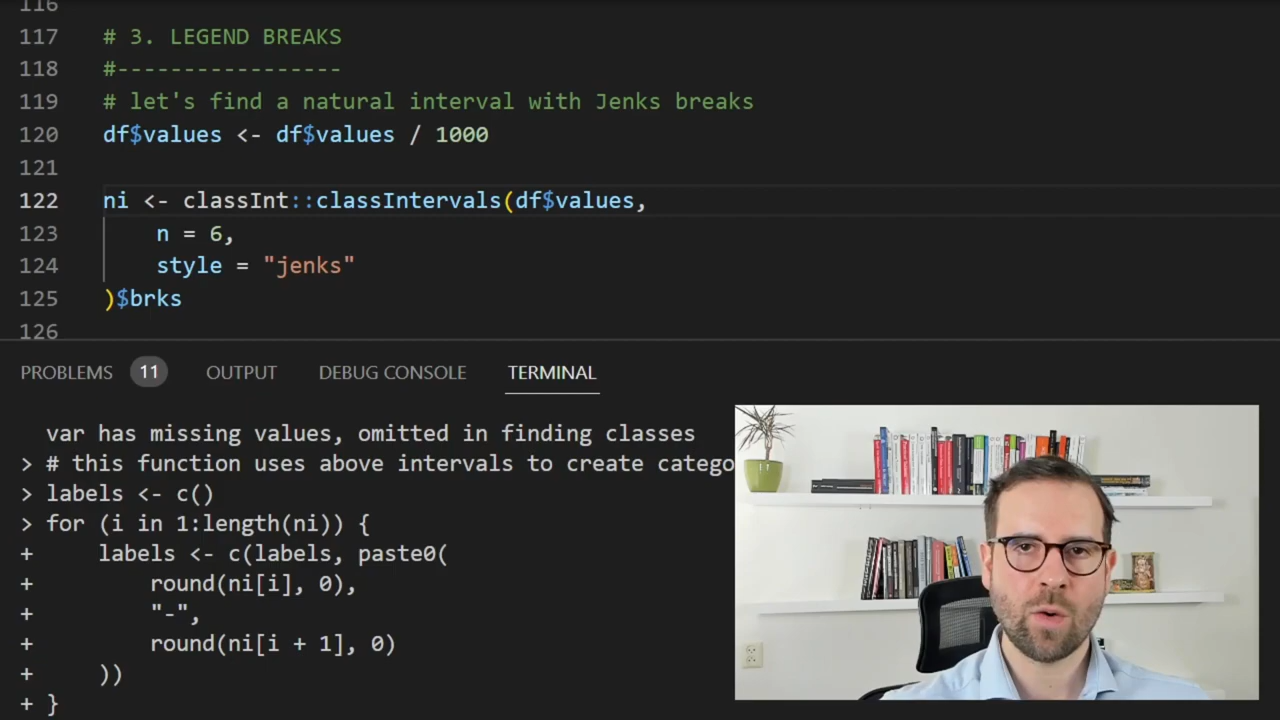 116
117 # 3. LEGEND BREAKS
118 #-----------------
119 # let's find a natural interval with Jenks breaks
120 df$values <- df$values / 1000
121
122 ni <- classInt::classIntervals(df$values,
123     n = 6,
124     style = "jenks"
125 )$brks
126
PROBLEMS 11 OUTPUT DEBUG CONSOLE TERMINAL
var has missing values, omitted in finding classes
> # this function uses above intervals to create catego
> labels <- c()
> for (i in 1:length(ni)) {
+     labels <- c(labels, paste0(
+         round(ni[i], 0),
+         "-",
+         round(ni[i + 1], 0)
+     ))
+ }